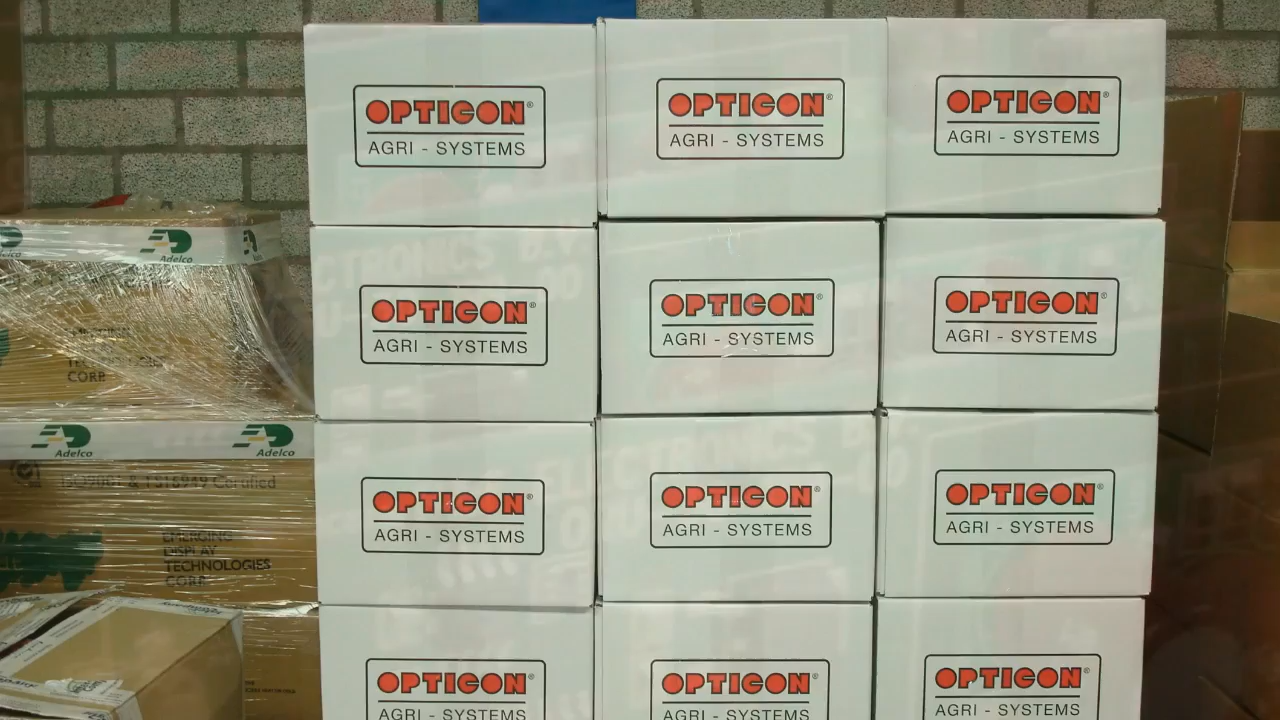 OPTICON®
AGRI - SYSTEMS
OPTICON®
AGRI - SYSTEMS
OPTICON®
AGRI - SYSTEMS
Adelco
OPTICON®
AGRI - SYSTEMS
OPTICON®
AGRI - SYSTEMS
OPTICON®
AGRI - SYSTEMS
CORP
Adelco
Adelco
ISO9001 & TS16949 Certified
OPTICON®
AGRI - SYSTEMS
OPTICON®
AGRI - SYSTEMS
OPTICON®
AGRI - SYSTEMS
EMERGING
DISPLAY
TECHNOLOGIES
CORP
OPTICON®
AGRI - SYSTEMS
OPTICON®
AGRI - SYSTEMS
OPTICON®
AGRI - SYSTEMS